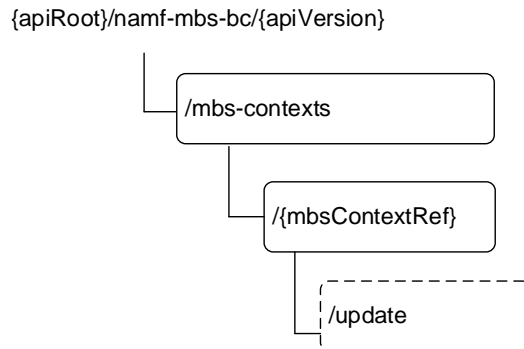 {apiRoot}/namf-mbs-bc/{apiVersion}
/mbs-contexts
/{mbsContextRef}
/update